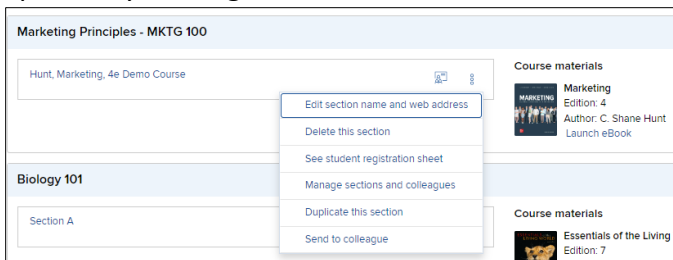 Marketing Principles - MKTG 100
Hunt, Marketing, 4e Demo Course
Edit section name and web address
Delete this section
See student registration sheet
Manage sections and colleagues
Duplicate this section
Send to colleague
Course materials
MARKETING
Marketing
Edition: 4
Author: C. Shane Hunt
Launch eBook
Biology 101
Section A
Course materials
Essentials of the Living
Edition: 7